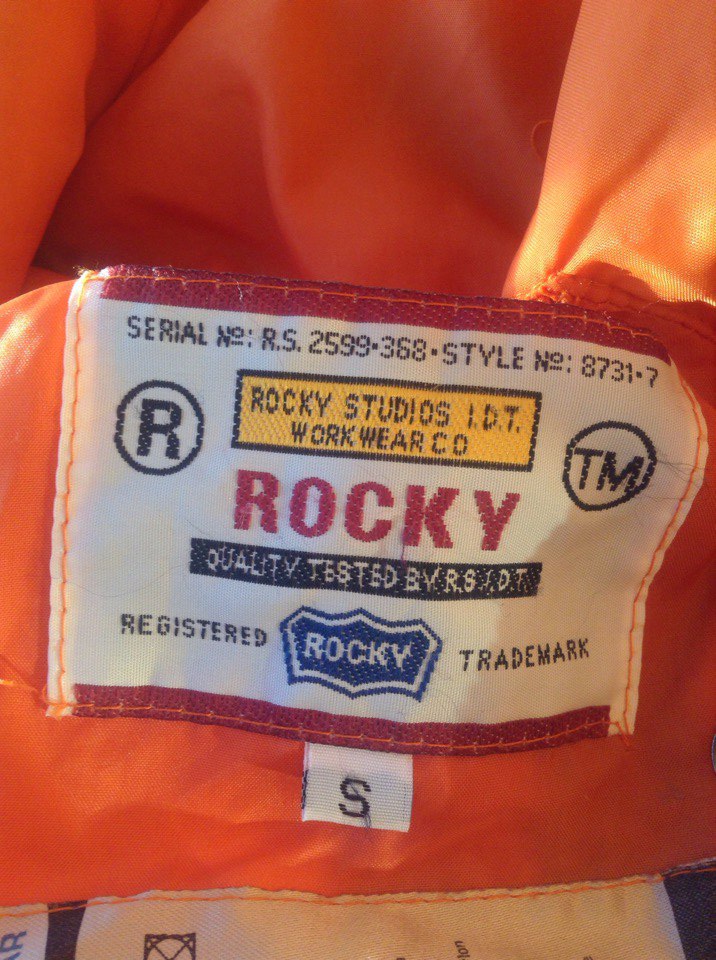 SERIAL Nº: R.S. 2599·368·STYLE Nº: 8731·7
R
ROCKY STUDIOS I.D.T.
WORKWEAR CO
TM
ROCKY
QUALITY TESTED BY R.S. I.D.T.
REGISTERED
ROCKY
TRADEMARK
S